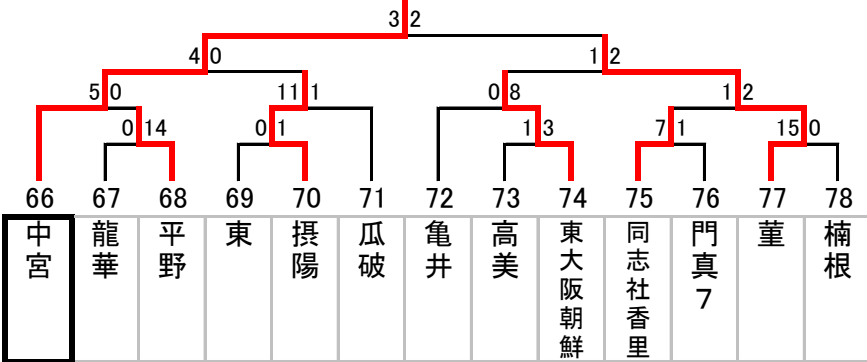 3 2
4 0 1 2
5 0 11 1 0 8 1 2
0 14 0 1 1 3 7 1 15 0
66 67 68 69 70 71 72 73 74 75 76 77 78
中宮
龍華
平野
東
摂陽
瓜破
亀井
高美
東大阪朝鮮
同志社香里
門真7
菫
楠根